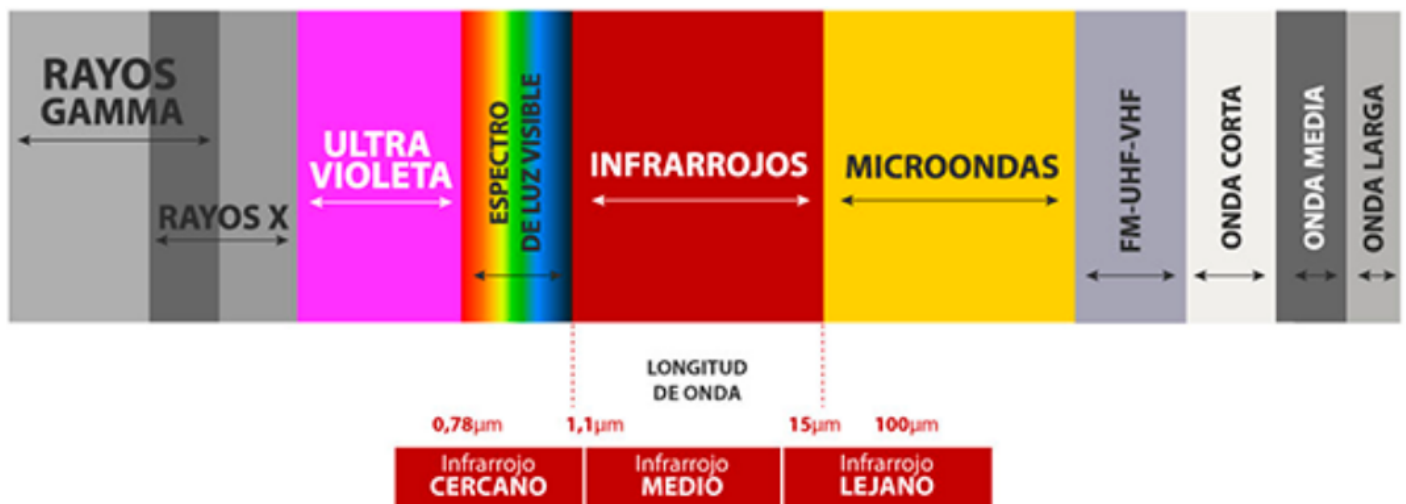 RAYOS
GAMMA
RAYOS X
ULTRA
VIOLETA
ESPECTRO
DE LUZ VISIBLE
INFRARROJOS
MICROONDAS
FM-UHF-VHF
ONDA CORTA
ONDA MEDIA
ONDA LARGA
LONGITUD
DE ONDA
0,78µm 1,1µm 15µm 100µm
Infrarrojo
CERCANO
Infrarrojo
MEDIO
Infrarrojo
LEJANO